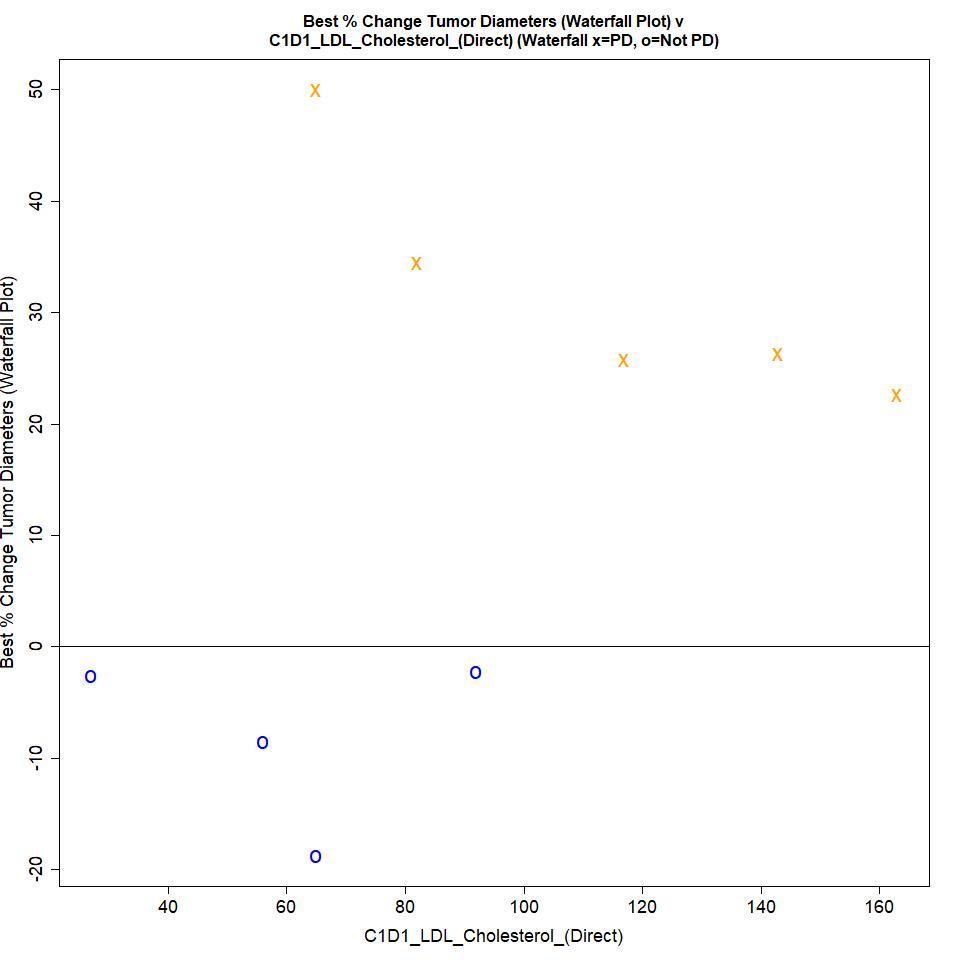 Best % Change Tumor Diameters (Waterfall Plot) v
C1D1_LDL_Cholesterol_(Direct) (Waterfall x=PD, o=Not PD)
Best % Change Tumor Diameters (Waterfall Plot)
50
40
30
20
10
0
-10
-20
X
X
X
X
X
O
O
O
O
40 60 80 100 120 140 160
C1D1_LDL_Cholesterol_(Direct)